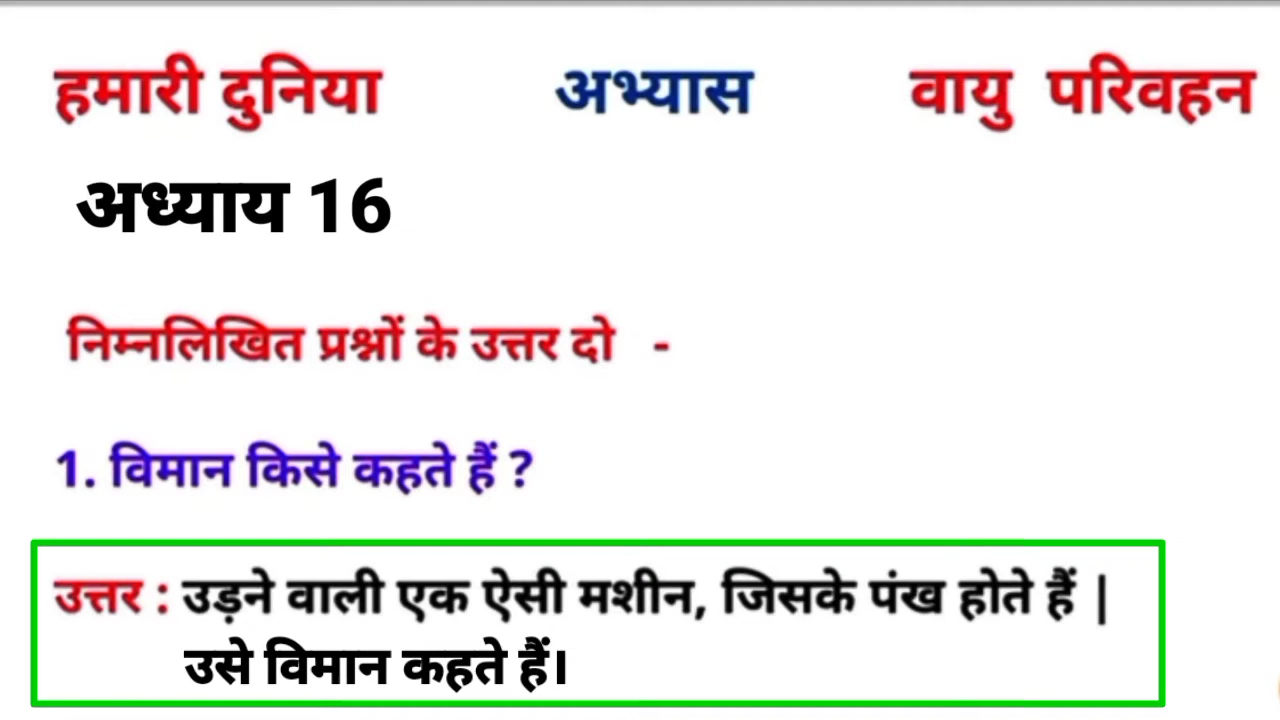 हमारी दुनिया अभ्यास वायु परिवहन
अध्याय 16
निम्नलिखित प्रश्नों के उत्तर दो -
1. विमान किसे कहते हैं ?
उत्तर : उड़ने वाली एक ऐसी मशीन, जिसके पंख होते हैं |
उसे विमान कहते हैं।